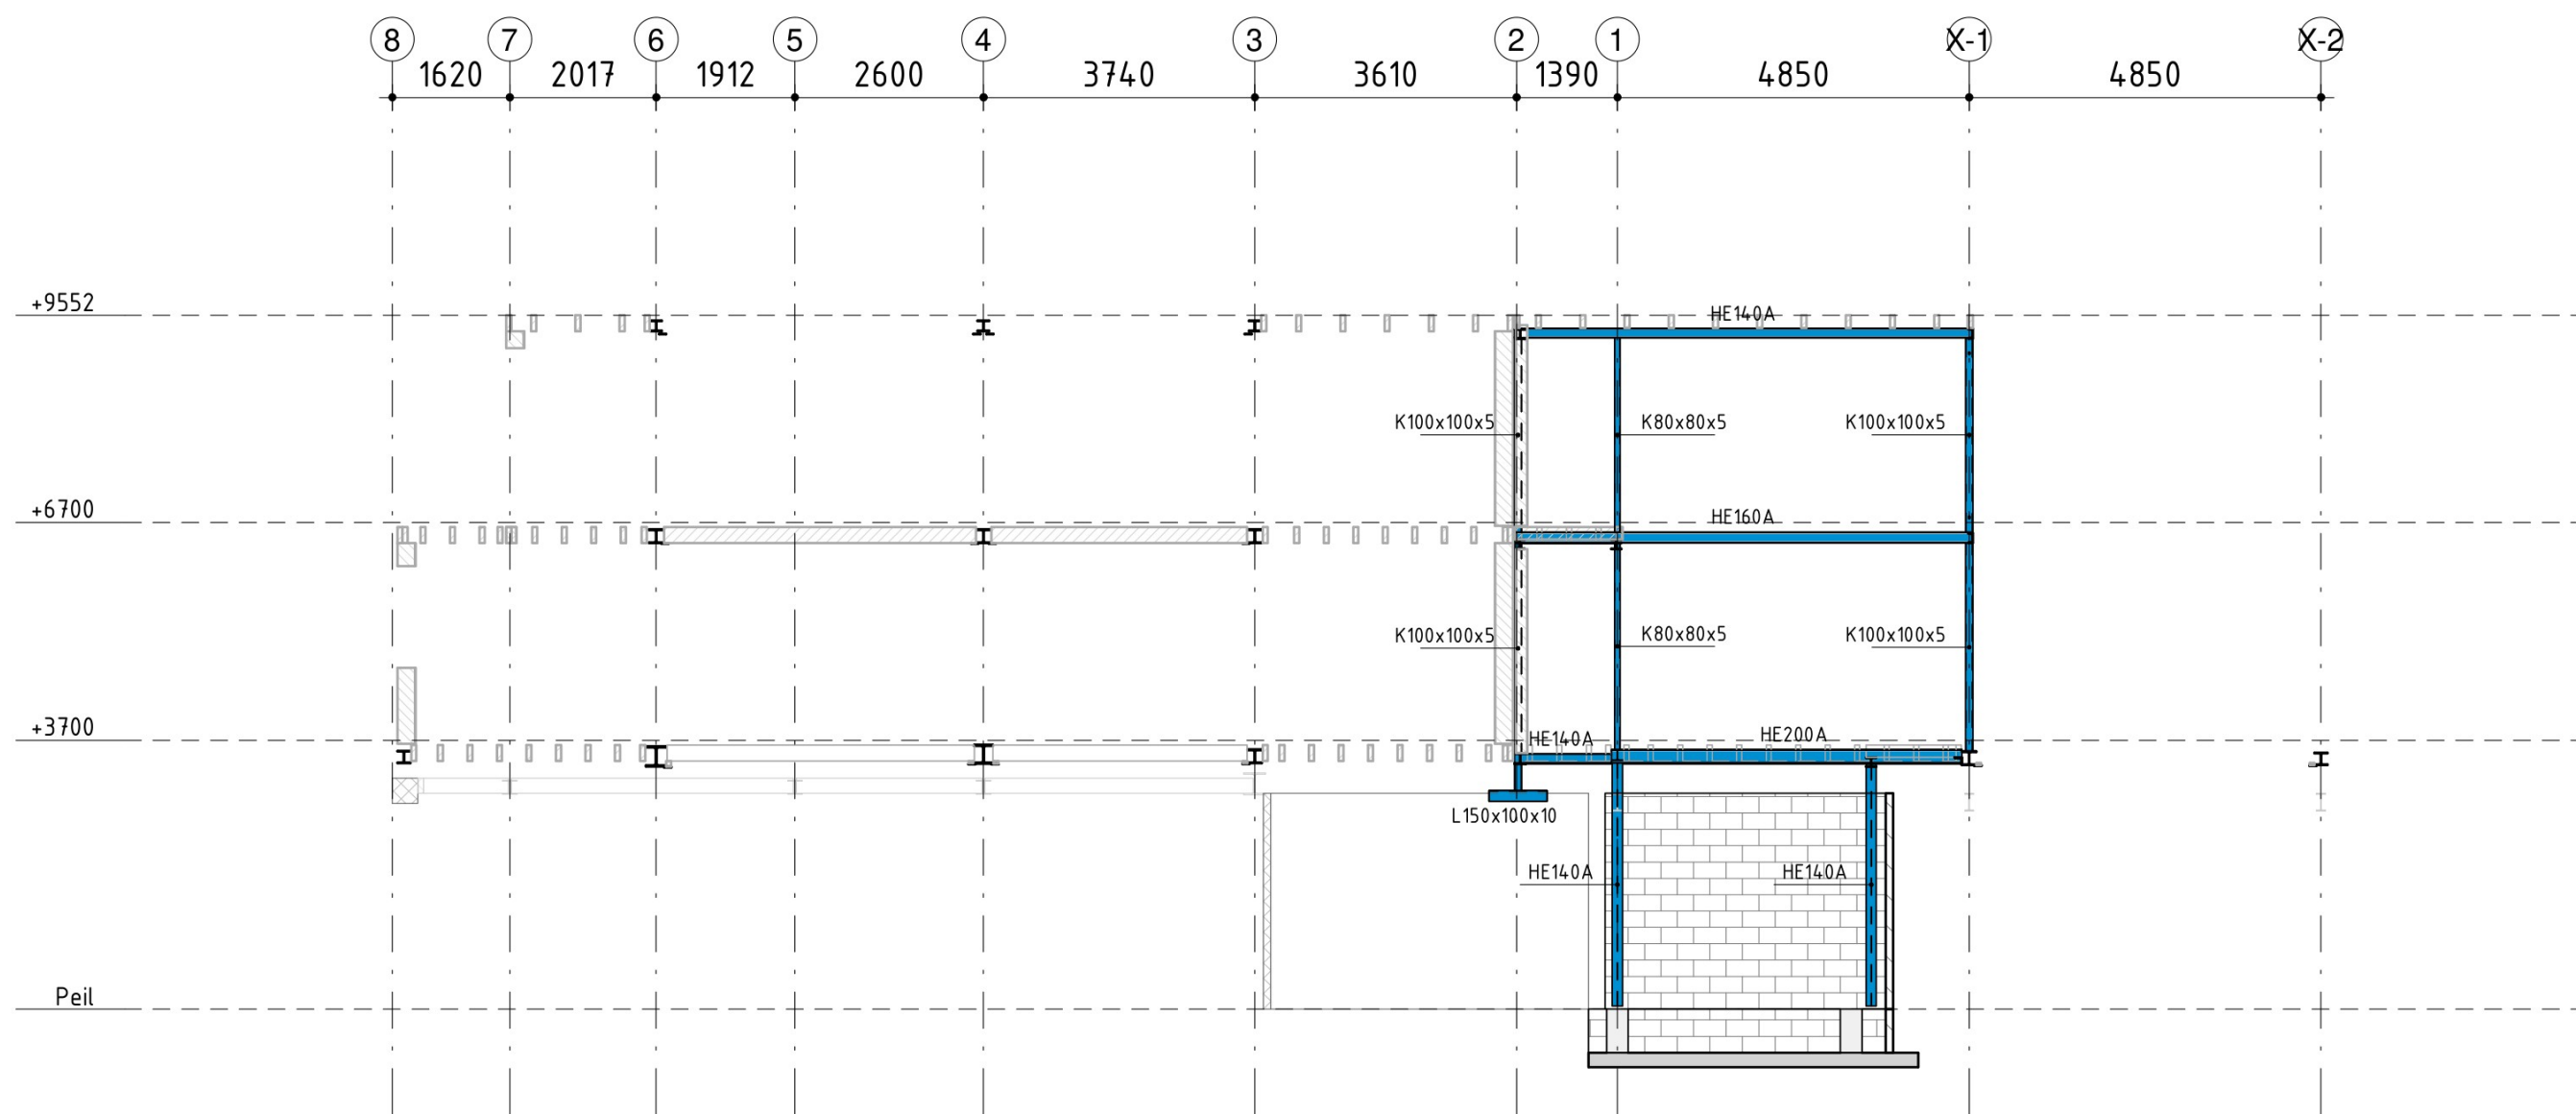 8 7 6 5 4 3 2 1 X-1 X-2
1620 2017 1912 2600 3740 3610 1390 4850 4850
+9552
HE140A
K100x100x5 K80x80x5 K100x100x5
+6700
HE160A
K100x100x5 K80x80x5 K100x100x5
+3700
HE140A HE200A
L150x100x10
HE140A HE140A
Peil